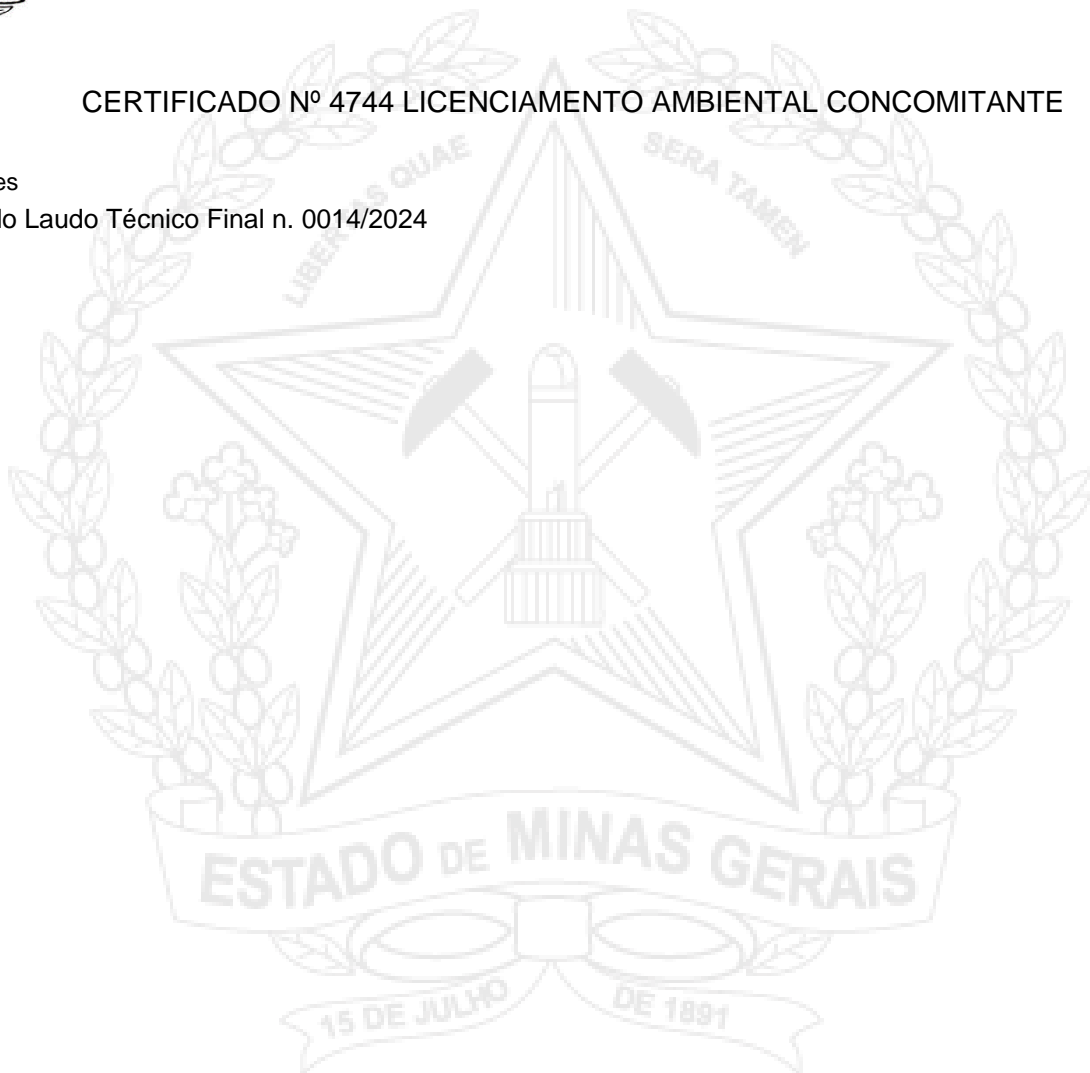 CERTIFICADO Nº 4744 LICENCIAMENTO AMBIENTAL CONCOMITANTE
es
lo Laudo Técnico Final n. 0014/2024
LIBERTAS QUAE SERA TAMEN
ESTADO DE MINAS GERAIS
15 DE JULHO DE 1891